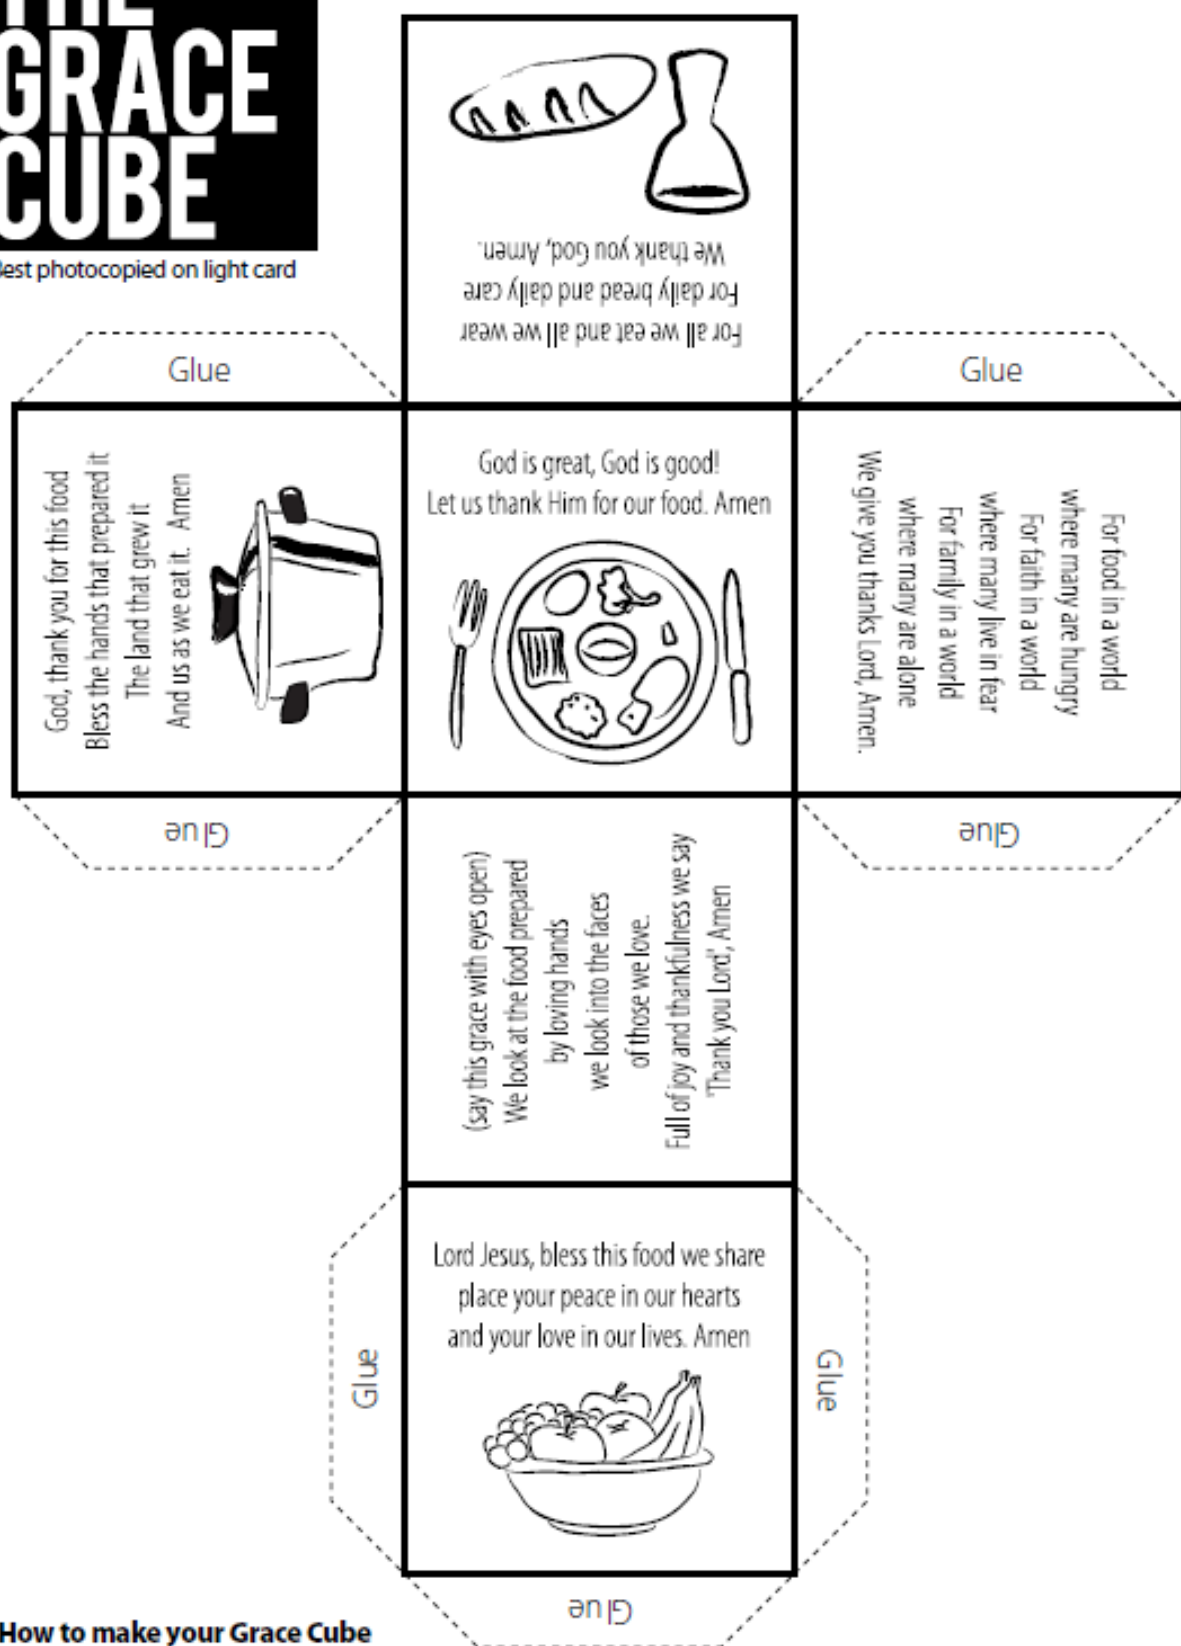 THE
GRACE
CUBE
Best photocopied on light card
For all we eat and all we wear
For daily bread and daily care
We thank you God, Amen.
Glue
Glue
God, thank you for this food
Bless the hands that prepared it
The land that grew it
And us as we eat it. Amen
God is great, God is good!
Let us thank Him for our food. Amen
For food in a world
where many are hungry
For faith in a world
where many live in fear
For family in a world
where many are alone
We give you thanks Lord, Amen.
Glue
Glue
(say this grace with eyes open)
We look at the food prepared
by loving hands
we look into the faces
of those we love.
Full of joy and thankfulness we say
'Thank you Lord', Amen
Lord Jesus, bless this food we share
place your peace in our hearts
and your love in our lives. Amen
Glue
Glue
Glue
How to make your Grace Cube